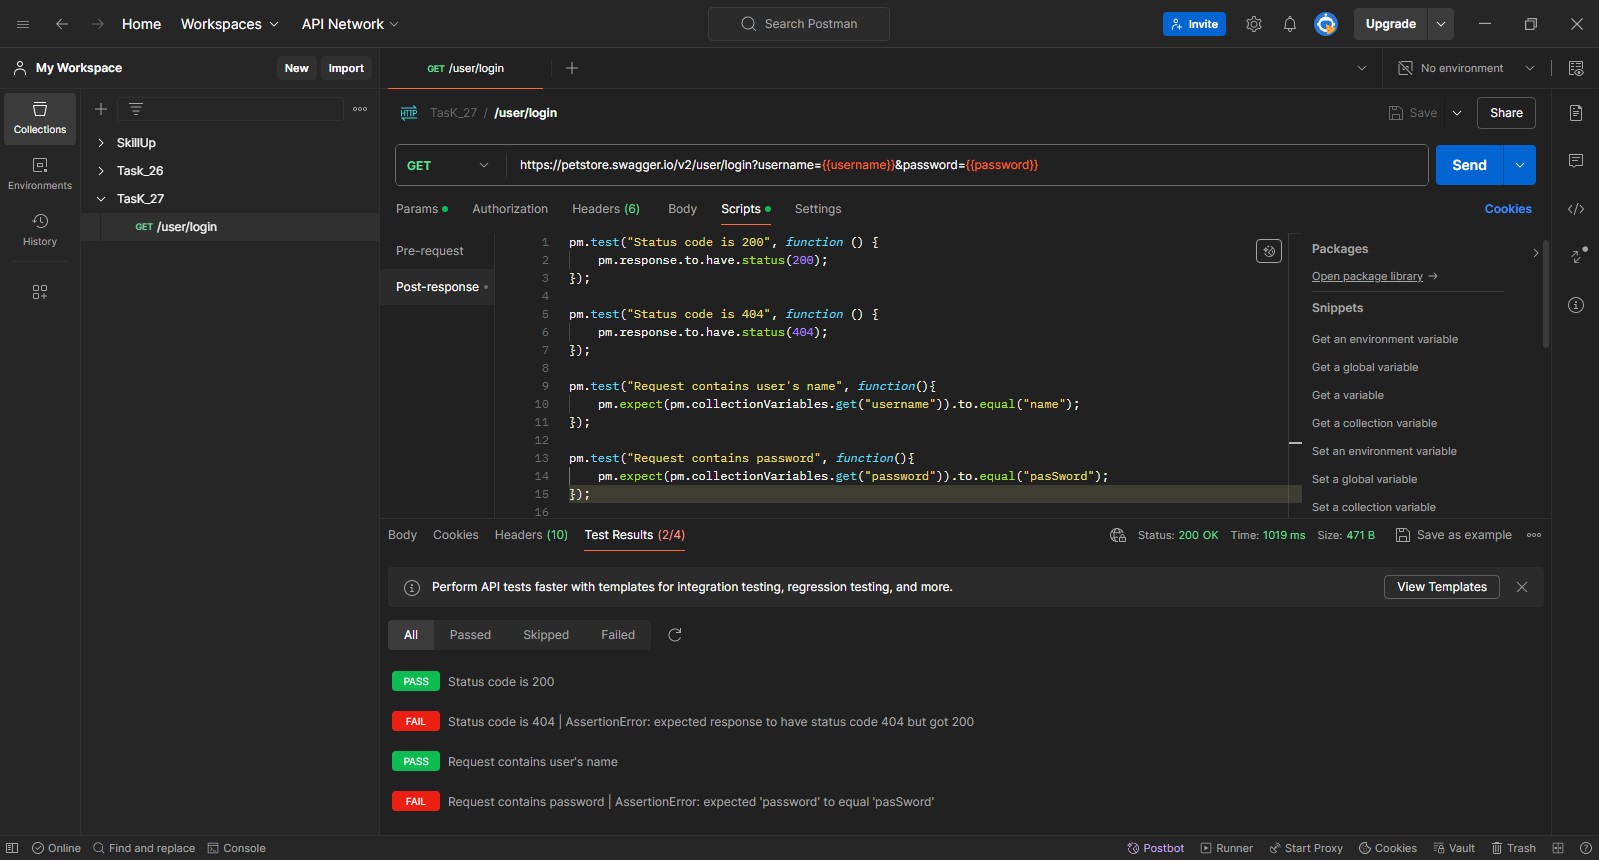 Home Workspaces API Network Search Postman Invite Upgrade
My Workspace New Import GET /user/login No environment
Collections
Environments
History
SkillUp
Task_26
TasK_27
GET /user/login
HTTP TasK_27 / /user/login Save Share
GET https://petstore.swagger.io/v2/user/login?username={{username}}&password={{password}} Send
Params Authorization Headers (6) Body Scripts Settings Cookies
Pre-request
Post-response
1 pm.test("Status code is 200", function () {
2 pm.response.to.have.status(200);
3 });
4
5 pm.test("Status code is 404", function () {
6 pm.response.to.have.status(404);
7 });
8
9 pm.test("Request contains user's name", function(){
10 pm.expect(pm.collectionVariables.get("username")).to.equal("name");
11 });
12
13 pm.test("Request contains password", function(){
14 pm.expect(pm.collectionVariables.get("password")).to.equal("pasSword");
15 });
16
Packages
Open package library →
Snippets
Get an environment variable
Get a global variable
Get a variable
Get a collection variable
Set an environment variable
Set a global variable
Set a collection variable
Body Cookies Headers (10) Test Results (2/4) Status: 200 OK Time: 1019 ms Size: 471 B Save as example
Perform API tests faster with templates for integration testing, regression testing, and more. View Templates
All Passed Skipped Failed
PASS Status code is 200
FAIL Status code is 404 | AssertionError: expected response to have status code 404 but got 200
PASS Request contains user's name
FAIL Request contains password | AssertionError: expected 'password' to equal 'pasSword'
Online Find and replace Console Postbot Runner Start Proxy Cookies Vault Trash